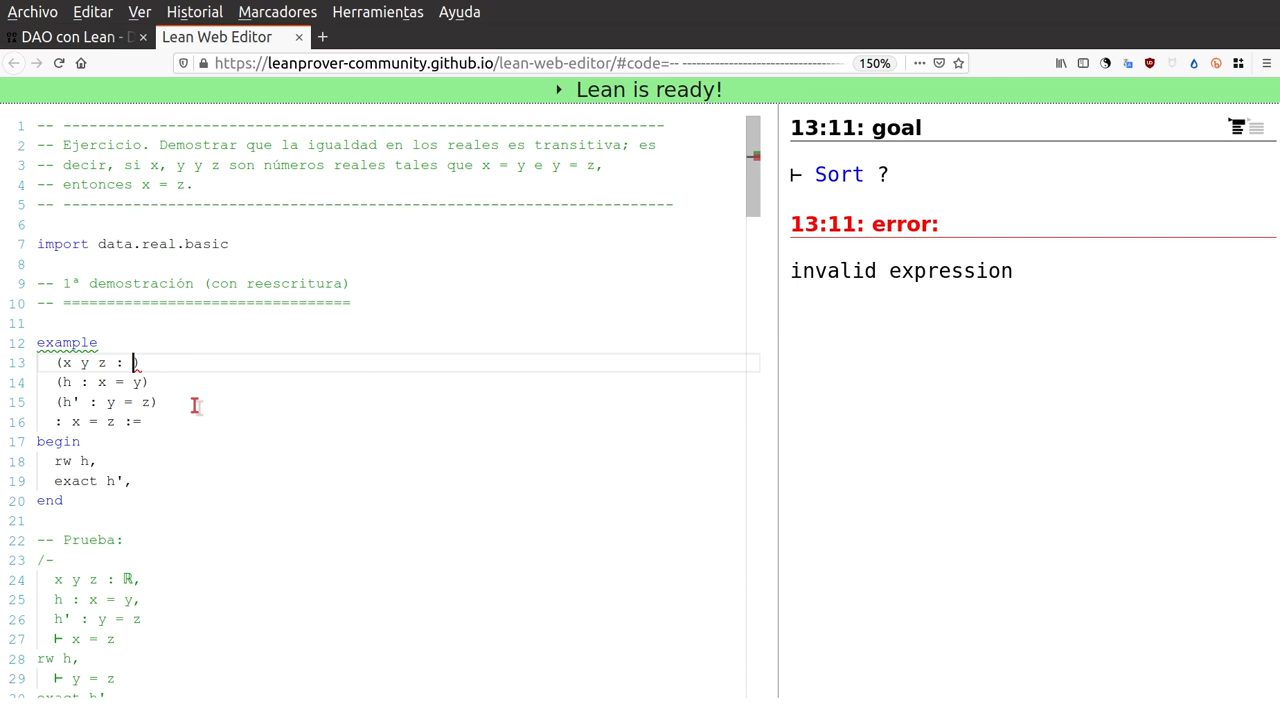 Archivo Editar Ver Historial Marcadores Herramientas Ayuda
DAO con Lean - D × Lean Web Editor × +
https://leanprover-community.github.io/lean-web-editor/#code=-- ------------------------------------------ 150%
Lean is ready!
1 -- ---------------------------------------------------------------------
2 -- Ejercicio. Demostrar que la igualdad en los reales es transitiva; es
3 -- decir, si x, y y z son números reales tales que x = y e y = z,
4 -- entonces x = z.
5 -- ----------------------------------------------------------------------
6
7 import data.real.basic
8
9 -- 1ª demostración (con reescritura)
10 -- =================================
11
12 example
13 (x y z : )
14 (h : x = y)
15 (h' : y = z)
16 : x = z :=
17 begin
18 rw h,
19 exact h',
20 end
21
22 -- Prueba:
23 /-
24 x y z : ℝ,
25 h : x = y,
26 h' : y = z
27 ⊢ x = z
28 rw h,
29 ⊢ y = z
30 exact h'
13:11: goal
⊢ Sort ?
13:11: error:
invalid expression